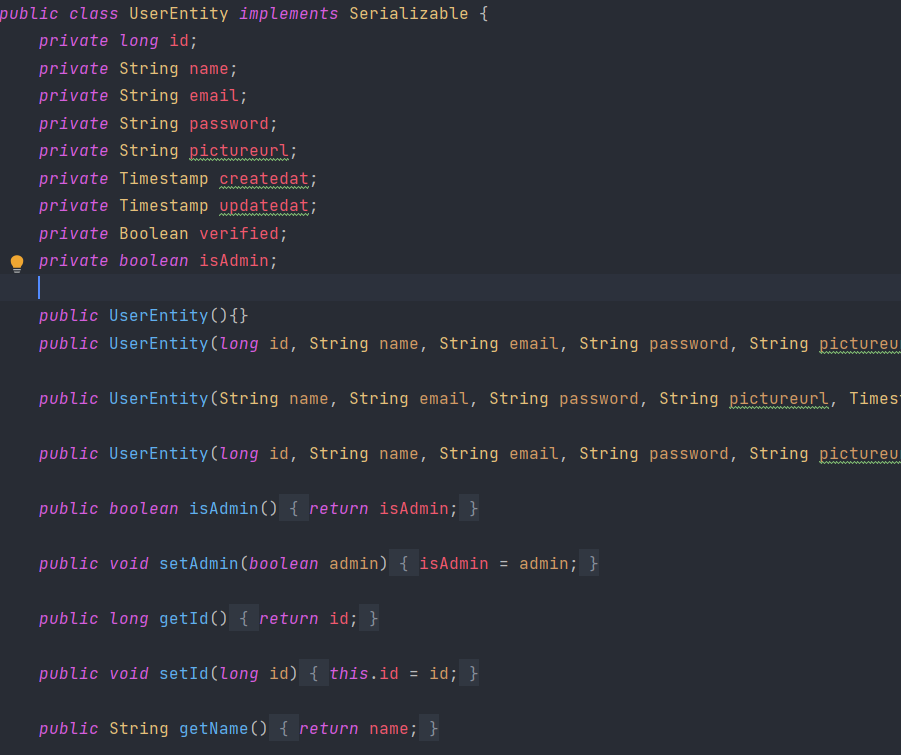 public class UserEntity implements Serializable {
private long id;
private String name;
private String email;
private String password;
private String pictureurl;
private Timestamp createdat;
private Timestamp updatedat;
private Boolean verified;
private boolean isAdmin;
public UserEntity(){}
public UserEntity(long id, String name, String email, String password, String pictureu
public UserEntity(String name, String email, String password, String pictureurl, Times
public UserEntity(long id, String name, String email, String password, String pictureu
public boolean isAdmin() { return isAdmin; }
public void setAdmin(boolean admin) { isAdmin = admin; }
public long getId() { return id; }
public void setId(long id) { this.id = id; }
public String getName() { return name; }